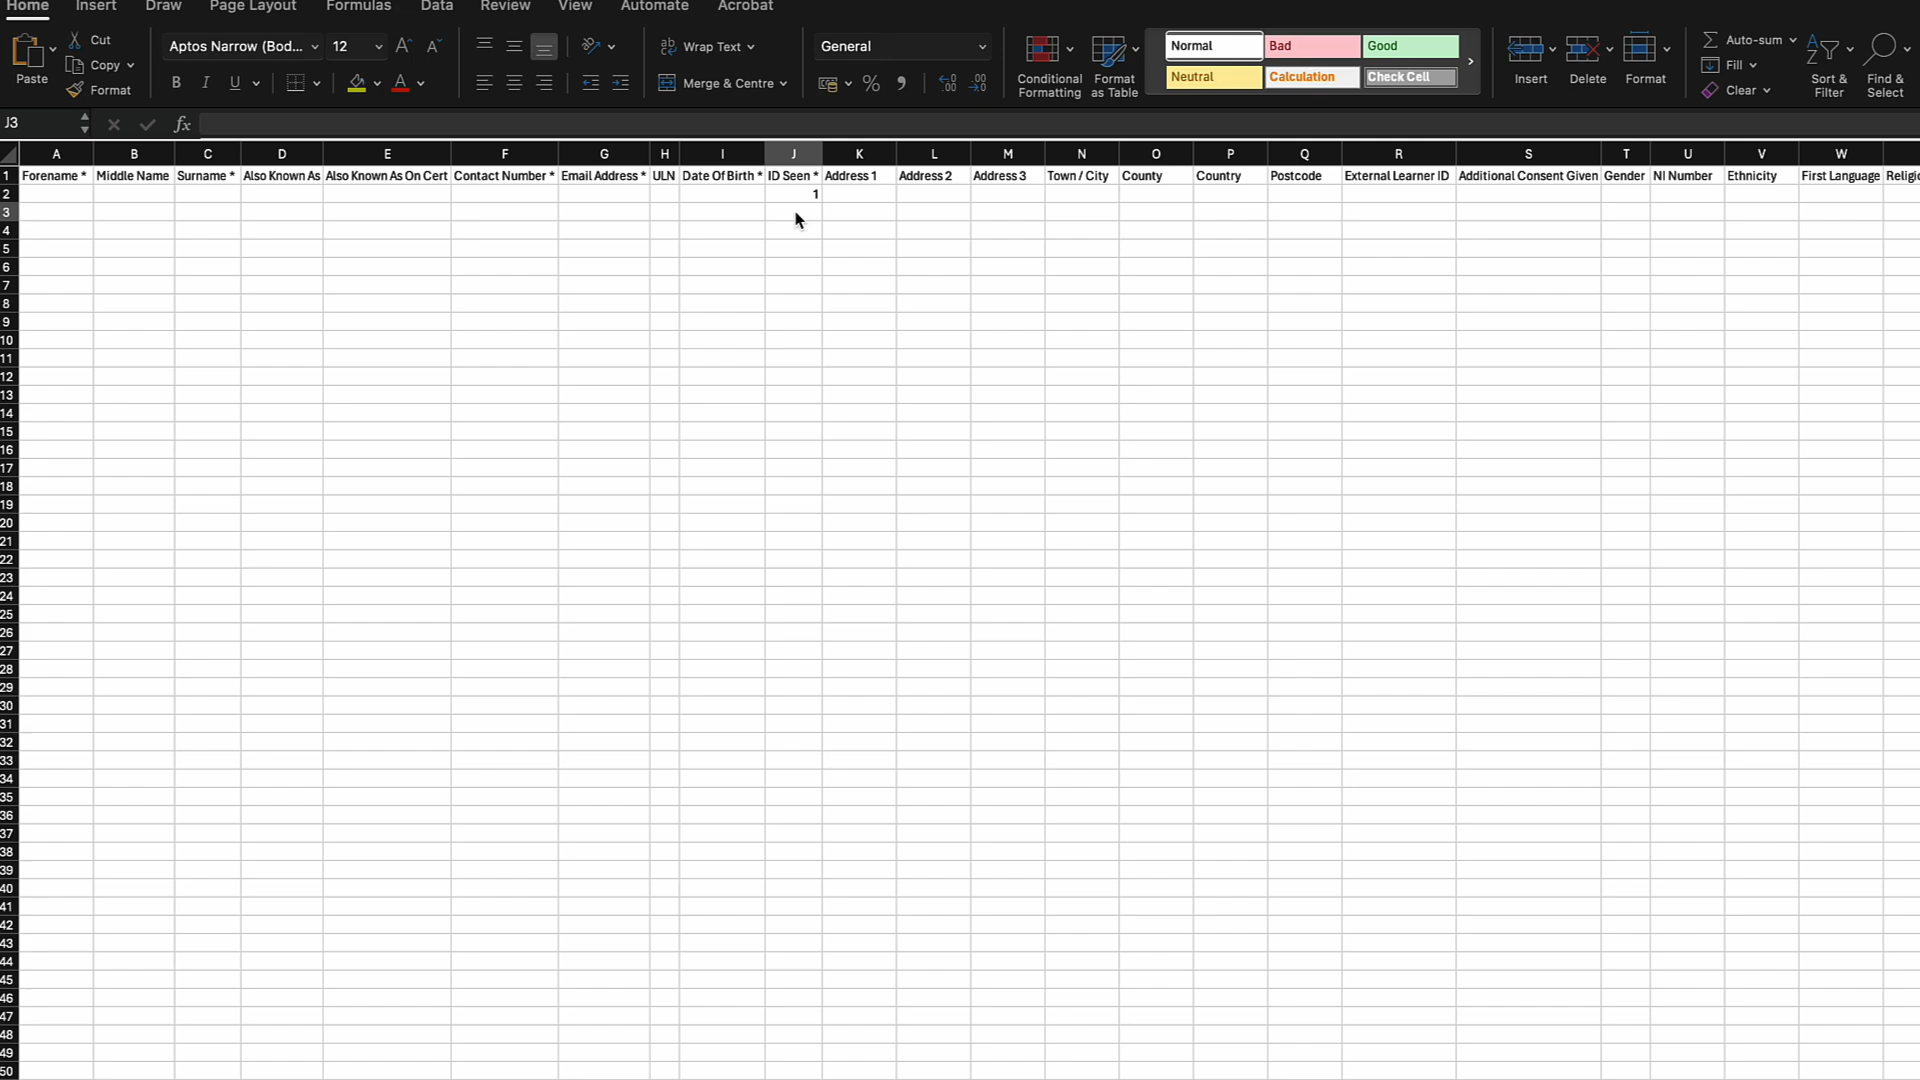 Home Insert Draw Page Layout Formulas Data Review View Automate Acrobat
Paste Cut Copy Format
Aptos Narrow (Bod... 12 A A
B I U A
ab Wrap Text
Merge & Centre
General
% 9 .00 .00
Conditional Formatting
Format as Table
Normal Bad Good
Neutral Calculation Check Cell
Insert Delete Format
Auto-sum
Fill
Clear
Sort & Filter
Find & Select
J3 fx
A B C D E F G H I J K L M N O P Q R S T U V W
1 Forename * Middle Name Surname * Also Known As Also Known As On Cert Contact Number * Email Address * ULN Date Of Birth * ID Seen * Address 1 Address 2 Address 3 Town / City County Country Postcode External Learner ID Additional Consent Given Gender NI Number Ethnicity First Language
2 1
3
4
5
6
7
8
9
10
11
12
13
14
15
16
17
18
19
20
21
22
23
24
25
26
27
28
29
30
31
32
33
34
35
36
37
38
39
40
41
42
43
44
45
46
47
48
49
50